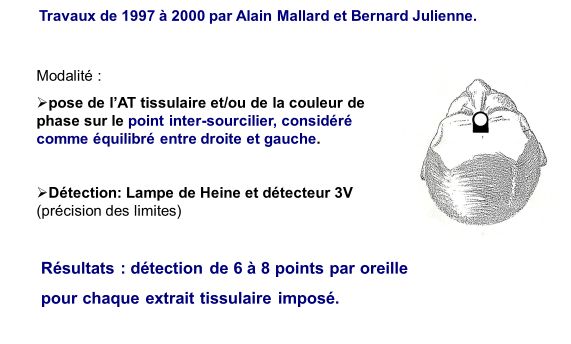 Travaux de 1997 à 2000 par Alain Mallard et Bernard Julienne.
Modalité :
➢pose de l’AT tissulaire et/ou de la couleur de
phase sur le point inter-sourcilier, considéré
comme équilibré entre droite et gauche.
➢Détection: Lampe de Heine et détecteur 3V
(précision des limites)
Résultats : détection de 6 à 8 points par oreille
pour chaque extrait tissulaire imposé.